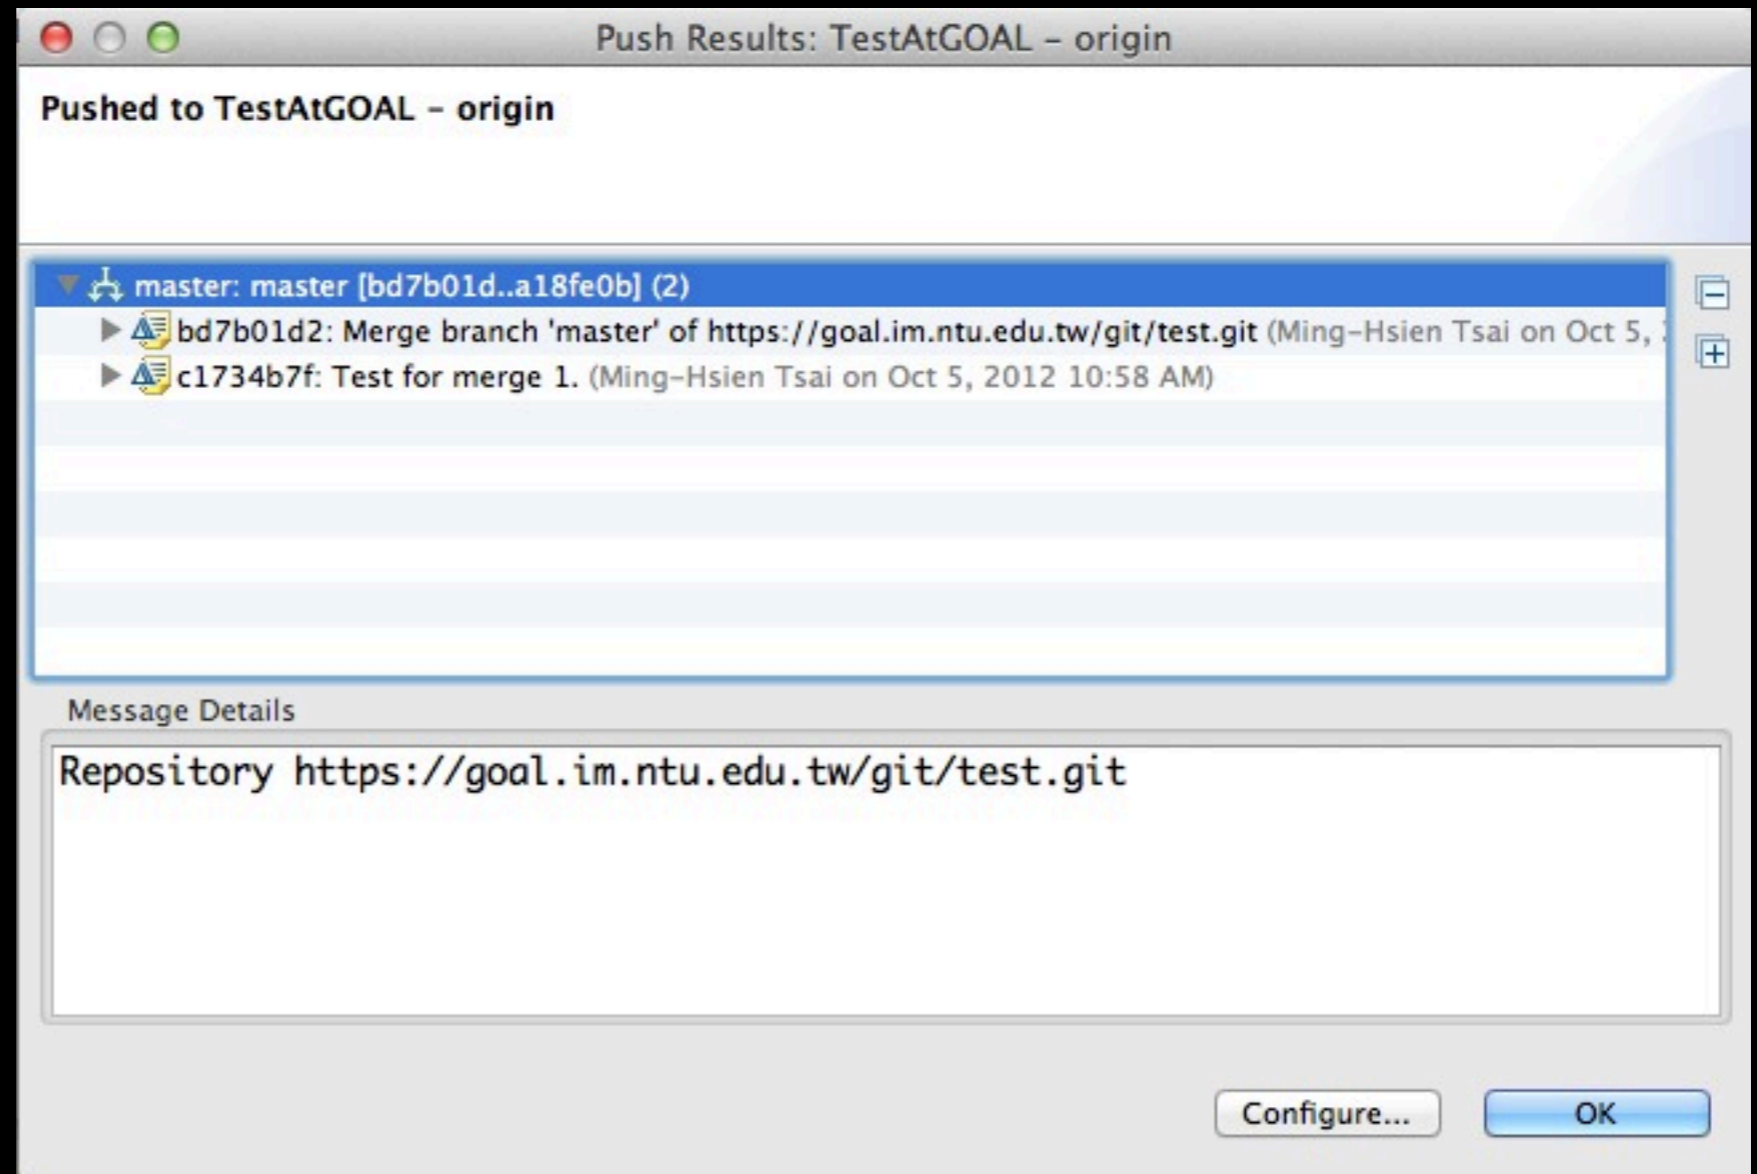 Push Results: TestAtGOAL – origin
Pushed to TestAtGOAL – origin
master: master [bd7b01d..a18fe0b] (2)
bd7b01d2: Merge branch 'master' of https://goal.im.ntu.edu.tw/git/test.git (Ming-Hsien Tsai on Oct 5,
c1734b7f: Test for merge 1. (Ming-Hsien Tsai on Oct 5, 2012 10:58 AM)
Message Details
Repository https://goal.im.ntu.edu.tw/git/test.git
Configure...
OK